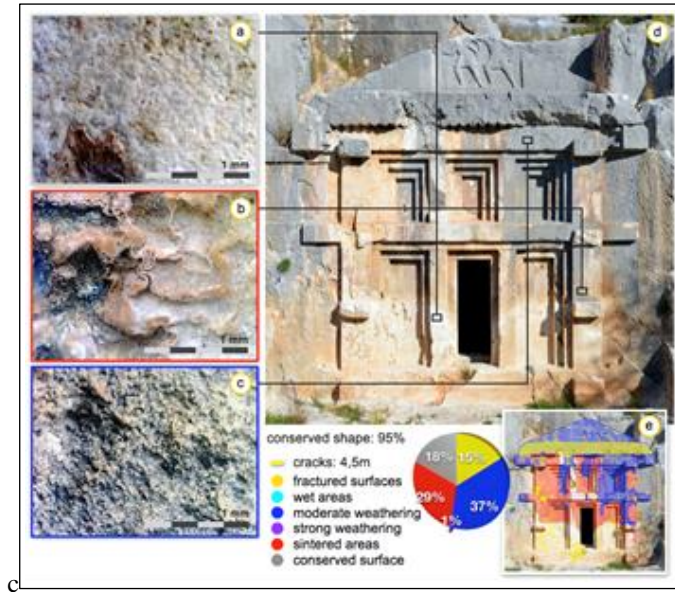 a
d
1 mm
b
1 mm
c
1 mm
conserved shape: 95%
e
cracks: 4,5m
fractured surfaces
wet areas
moderate weathering
strong weathering
sintered areas
conserved surface
18%
15%
29%
37%
1%
c